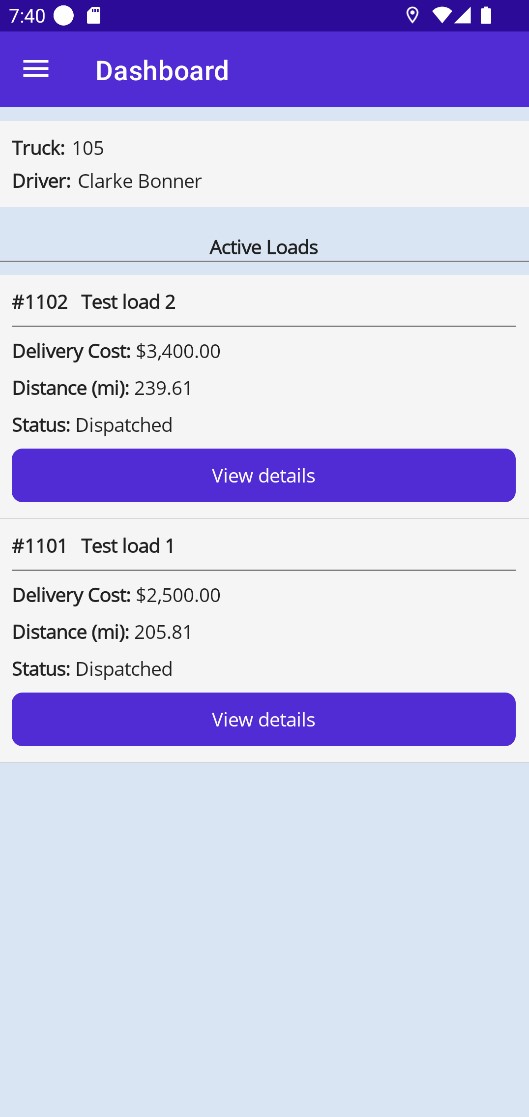 7:40
Dashboard
Truck: 105
Driver: Clarke Bonner
Active Loads
#1102 Test load 2
Delivery Cost: $3,400.00
Distance (mi): 239.61
Status: Dispatched
View details
#1101 Test load 1
Delivery Cost: $2,500.00
Distance (mi): 205.81
Status: Dispatched
View details